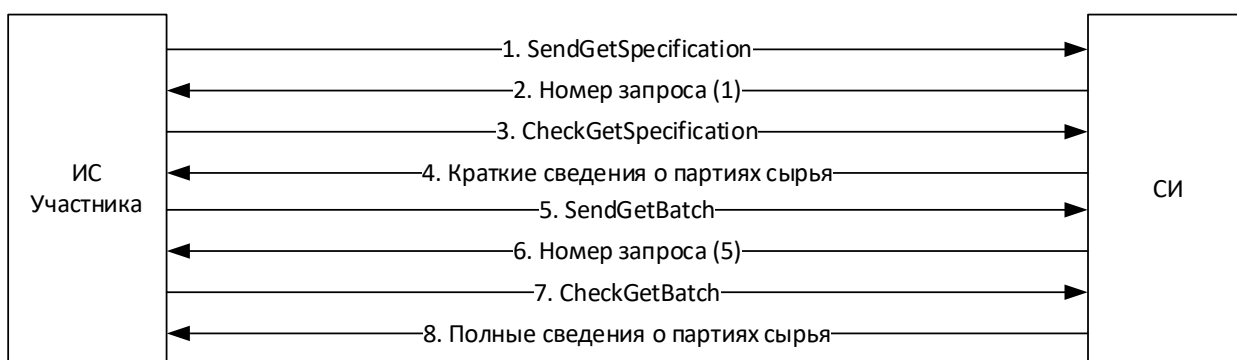 1. SendGetSpecification
2. Номер запроса (1)
3. CheckGetSpecification
4. Краткие сведения о партиях сырья
5. SendGetBatch
6. Номер запроса (5)
7. CheckGetBatch
8. Полные сведения о партиях сырья
ИС
Участника
СИ